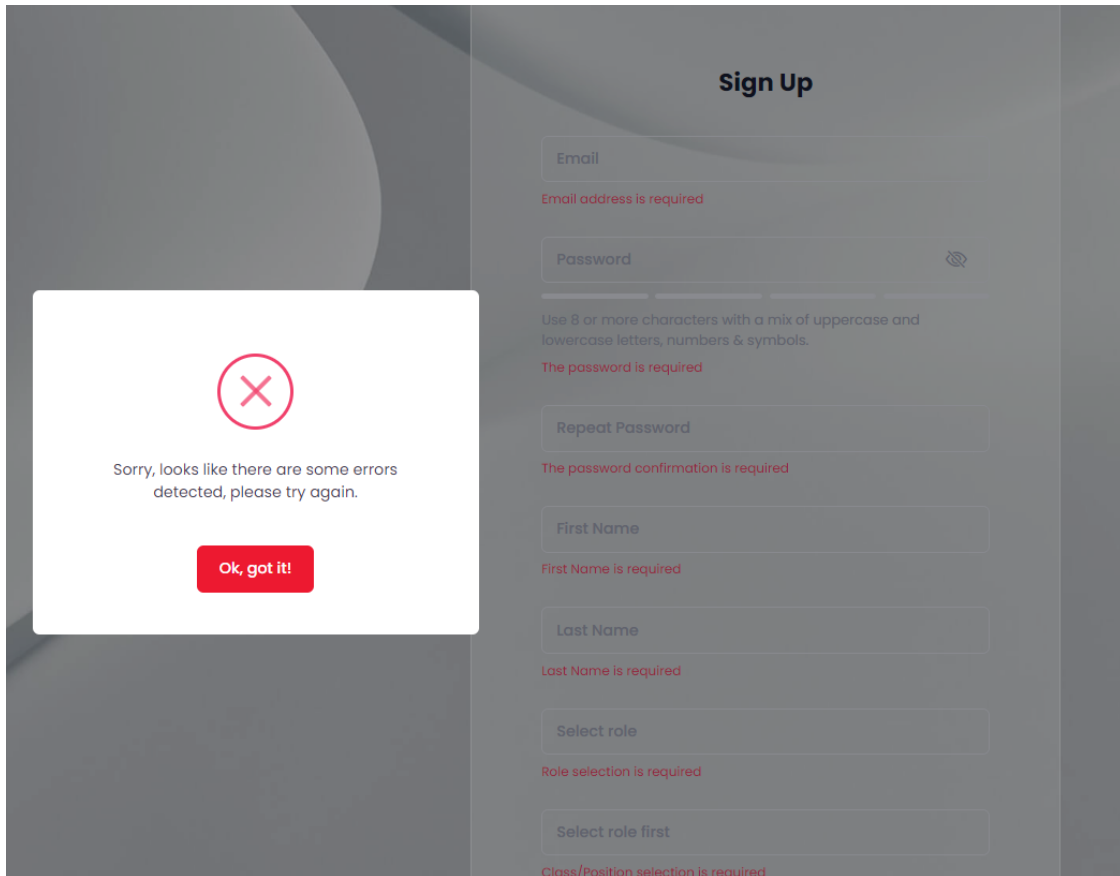 Sign Up
Email
Email address is required
Password
Use 8 or more characters with a mix of uppercase and
lowercase letters, numbers & symbols.
The password is required
Repeat Password
The password confirmation is required
First Name
First Name is required
Last Name
Last Name is required
Select role
Role selection is required
Select role first
Class/Position selection is required
Sorry, looks like there are some errors
detected, please try again.
Ok, got it!